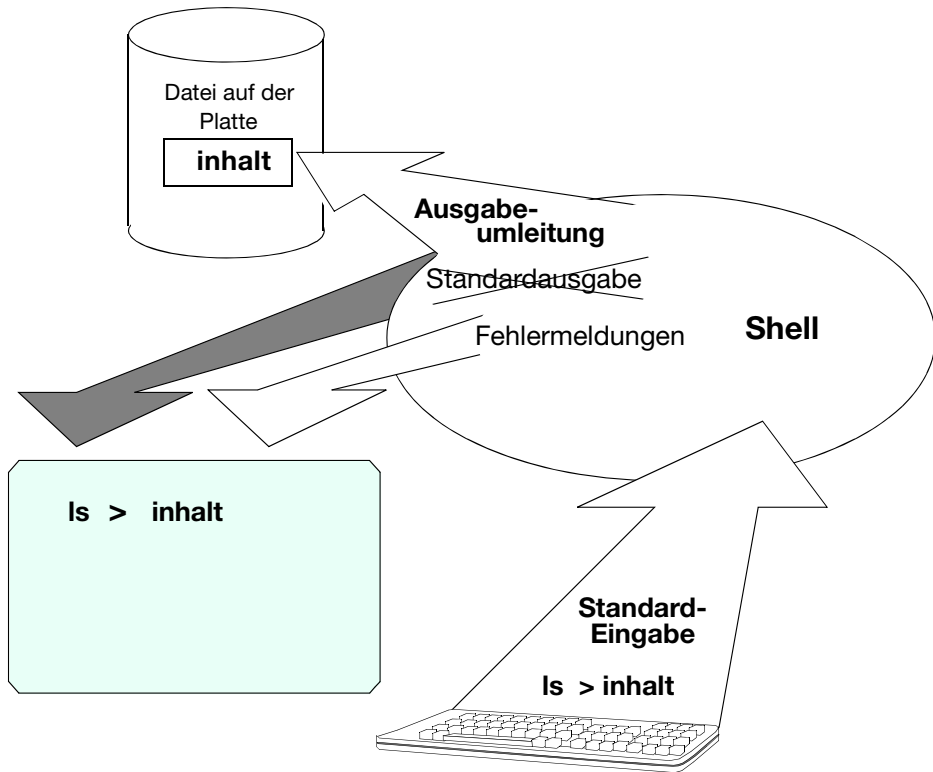 Datei auf der
Platte
inhalt
Ausgabe-
umleitung
Standardausgabe
Fehlermeldungen
Shell
ls > inhalt
Standard-
Eingabe
ls > inhalt